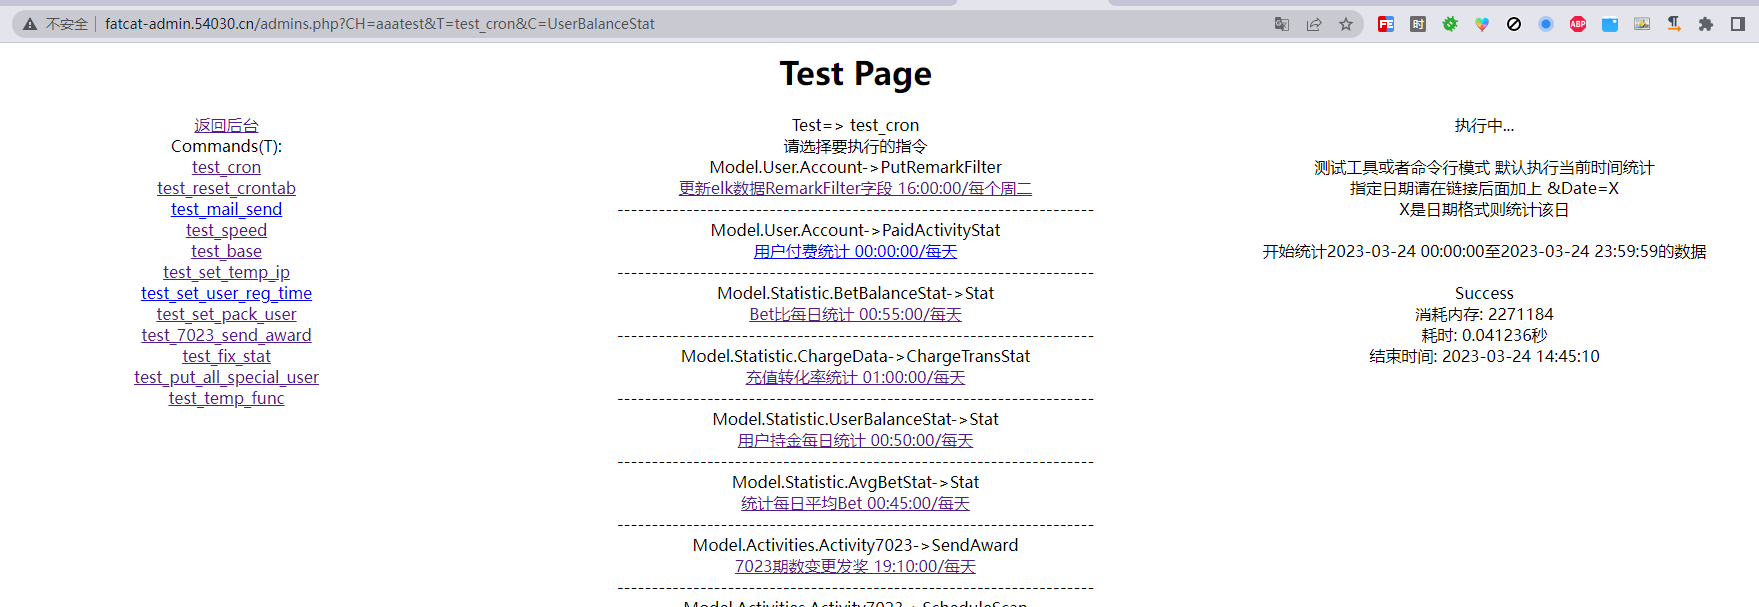 不安全 fatcat-admin.54030.cn/admins.php?CH=aaatest&T=test_cron&C=UserBalanceStat
Test Page
返回后台
Commands(T):
test_cron
test_reset_crontab
test_mail_send
test_speed
test_base
test_set_temp_ip
test_set_user_reg_time
test_set_pack_user
test_7023_send_award
test_fix_stat
test_put_all_special_user
test_temp_func
Test=> test_cron
请选择要执行的指令
Model.User.Account->PutRemarkFilter
更新elk数据RemarkFilter字段 16:00:00/每个周二
--------------------------------------------------------------------
Model.User.Account->PaidActivityStat
用户付费统计 00:00:00/每天
--------------------------------------------------------------------
Model.Statistic.BetBalanceStat->Stat
Bet比每日统计 00:55:00/每天
--------------------------------------------------------------------
Model.Statistic.ChargeData->ChargeTransStat
充值转化率统计 01:00:00/每天
--------------------------------------------------------------------
Model.Statistic.UserBalanceStat->Stat
用户持金每日统计 00:50:00/每天
--------------------------------------------------------------------
Model.Statistic.AvgBetStat->Stat
统计每日平均Bet 00:45:00/每天
--------------------------------------------------------------------
Model.Activities.Activity7023->SendAward
7023期数变更发奖 19:10:00/每天
--------------------------------------------------------------------
Model.Activities.Activity7023->ScheduleScan
执行中...
测试工具或者命令行模式 默认执行当前时间统计
指定日期请在链接后面加上 &Date=X
X是日期格式则统计该日
开始统计2023-03-24 00:00:00至2023-03-24 23:59:59的数据
Success
消耗内存: 2271184
耗时: 0.041236秒
结束时间: 2023-03-24 14:45:10